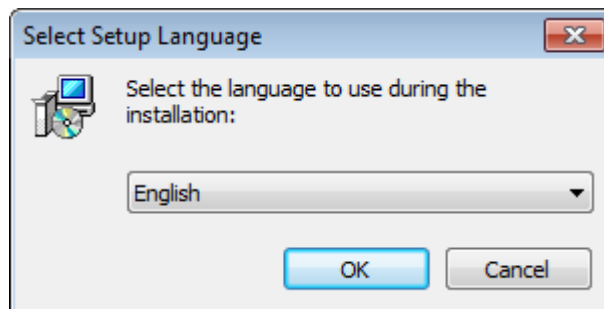 Select Setup Language
Select the language to use during the
installation:
English
OK
Cancel